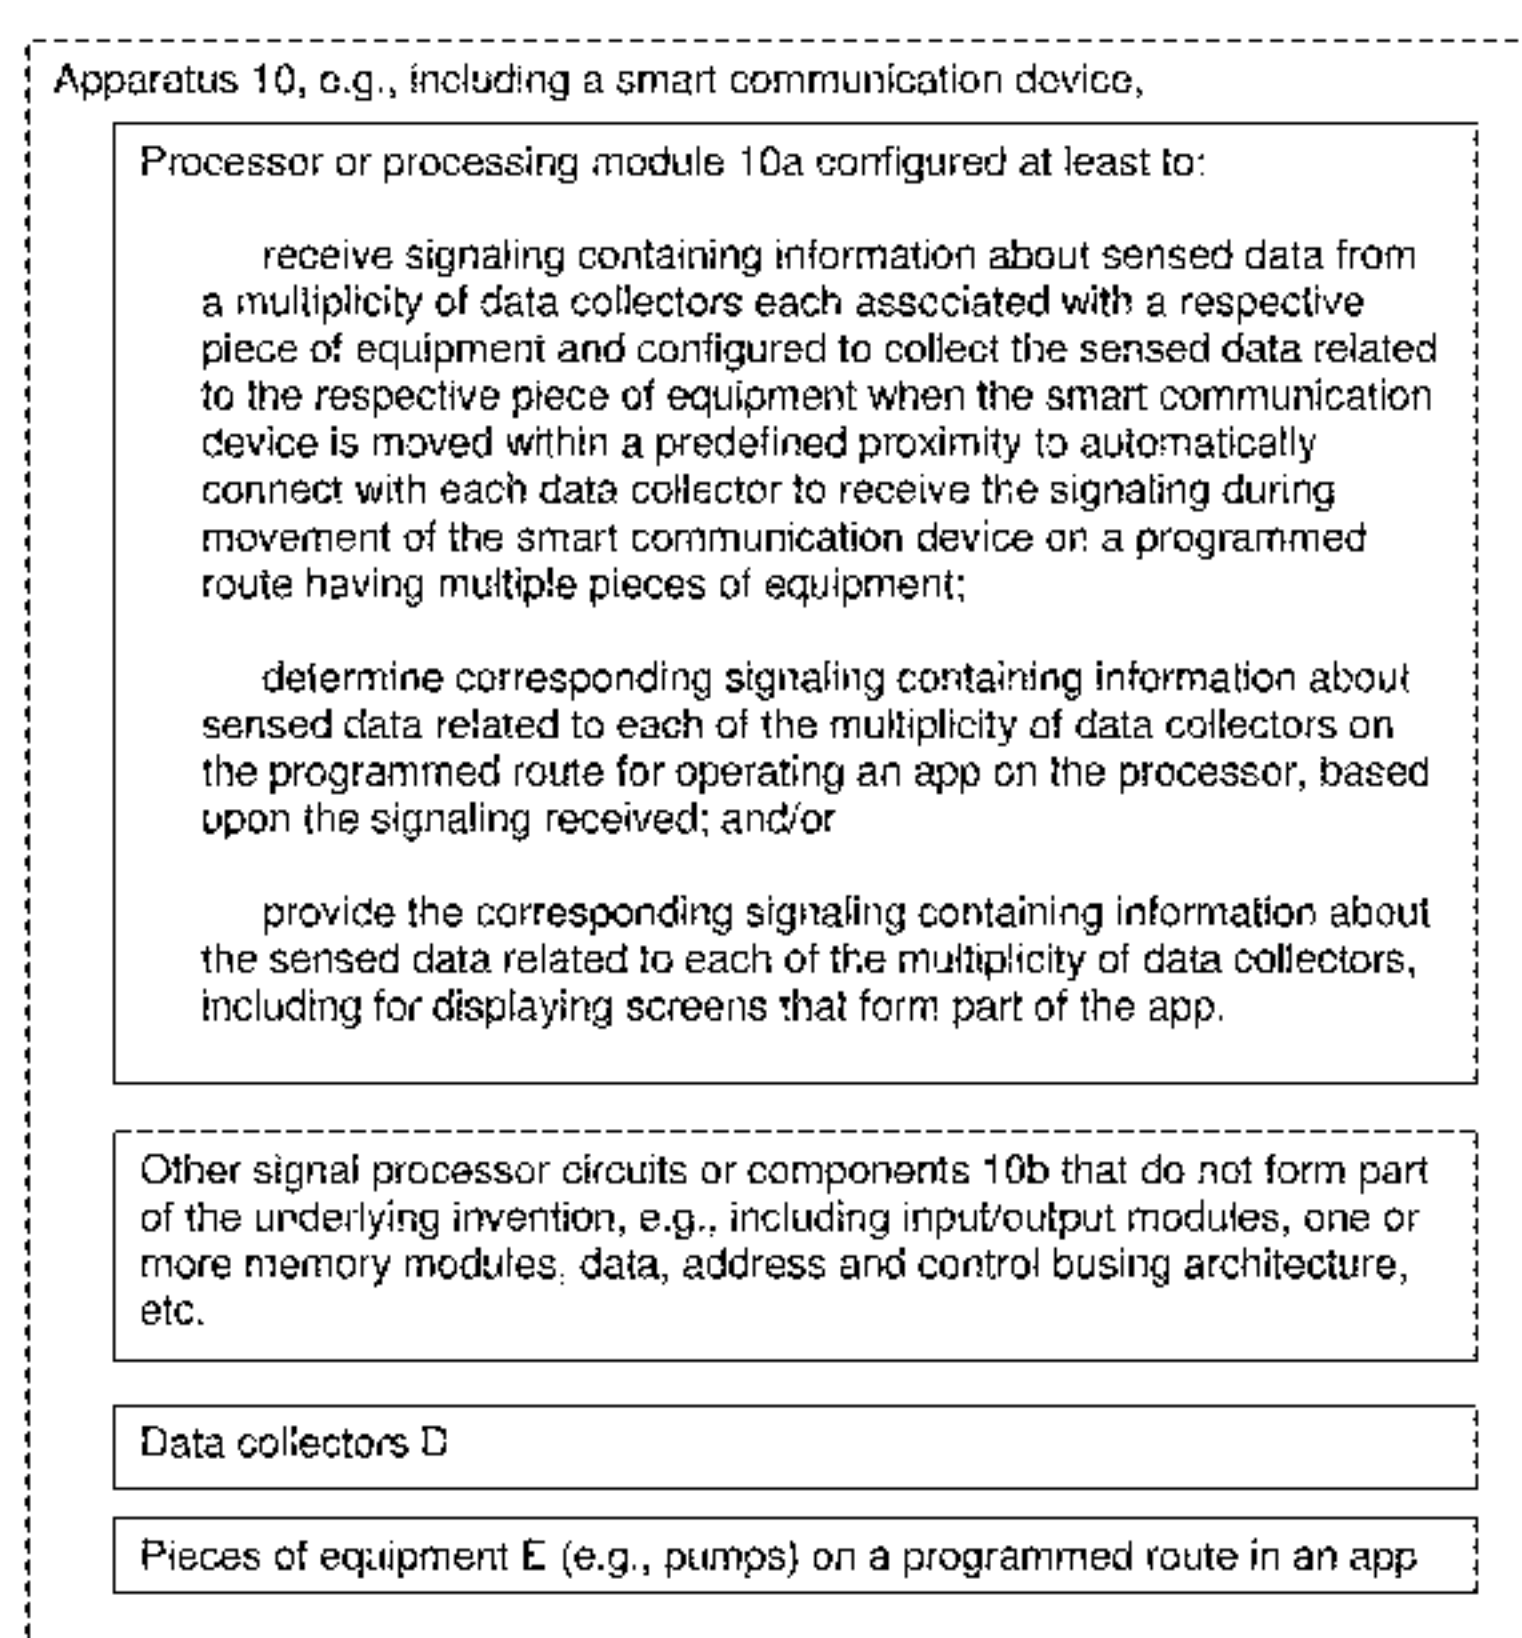 Apparatus 10, e.g., including a smart communication device,
Processor or processing module 10a configured at least to:
receive signaling containing information about sensed data from
a multiplicity of data collectors each associated with a respective
piece of equipment and configured to collect the sensed data related
to the respective piece of equipment when the smart communication
device is moved within a predefined proximity to automatically
connect with each data collector to receive the signaling during
movement of the smart communication device on a programmed
route having multiple pieces of equipment;
determine corresponding signaling containing information about
sensed data related to each of the multiplicity of data collectors on
the programmed route for operating an app on the processor, based
upon the signaling received; and/or
provide the corresponding signaling containing information about
the sensed data related to each of the multiplicity of data collectors,
including for displaying screens that form part of the app.
Other signal processor circuits or components 10b that do not form part
of the underlying invention, e.g., including input/output modules, one or
more memory modules, data, address and control busing architecture,
etc.
Data collectors D
Pieces of equipment E (e.g., pumps) on a programmed route in an app